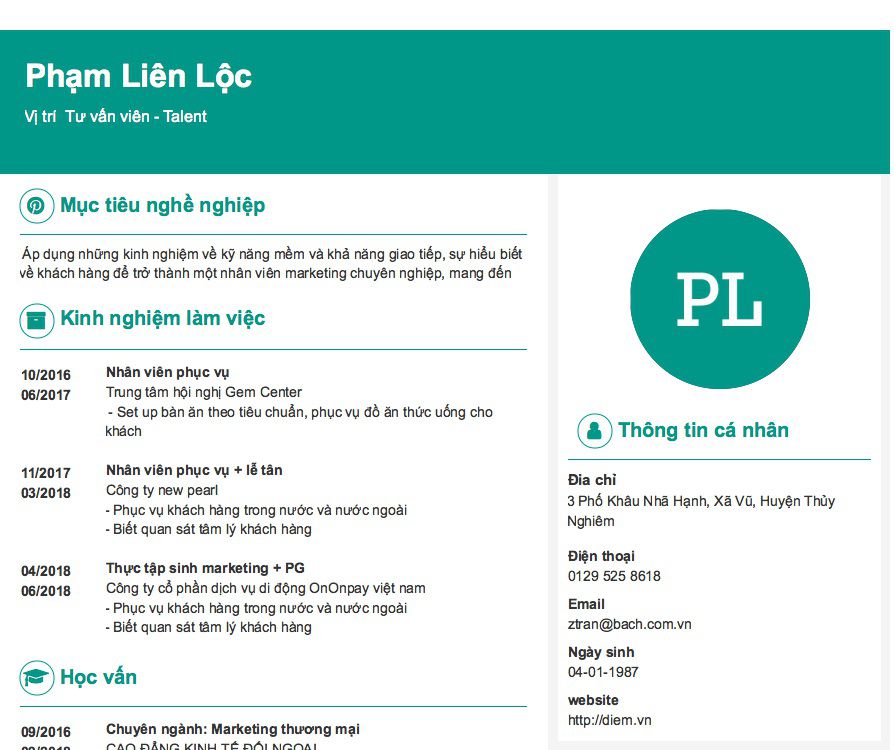 Phạm Liên Lộc
Vị trí Tư vấn viên - Talent
Mục tiêu nghề nghiệp
Áp dụng những kinh nghiệm về kỹ năng mềm và khả năng giao tiếp, sự hiểu biết
về khách hàng để trở thành một nhân viên marketing chuyên nghiệp, mang đến
Kinh nghiệm làm việc
10/2016
06/2017
Nhân viên phục vụ
Trung tâm hội nghị Gem Center
- Set up bàn ăn theo tiêu chuẩn, phục vụ đồ ăn thức uống cho
khách
11/2017
03/2018
Nhân viên phục vụ + lễ tân
Công ty new pearl
- Phục vụ khách hàng trong nước và nước ngoài
- Biết quan sát tâm lý khách hàng
04/2018
06/2018
Thực tập sinh marketing + PG
Công ty cổ phần dịch vụ di động OnOnpay việt nam
- Phục vụ khách hàng trong nước và nước ngoài
- Biết quan sát tâm lý khách hàng
Học vấn
09/2016
09/2018
Chuyên ngành: Marketing thương mại
CAO ĐẲNG KINH TẾ ĐỐI NGOẠI
PL
Thông tin cá nhân
Đia chỉ
3 Phố Khâu Nhã Hạnh, Xã Vũ, Huyện Thủy
Nghiêm
Điện thoại
0129 525 8618
Email
ztran@bach.com.vn
Ngày sinh
04-01-1987
website
http://diem.vn